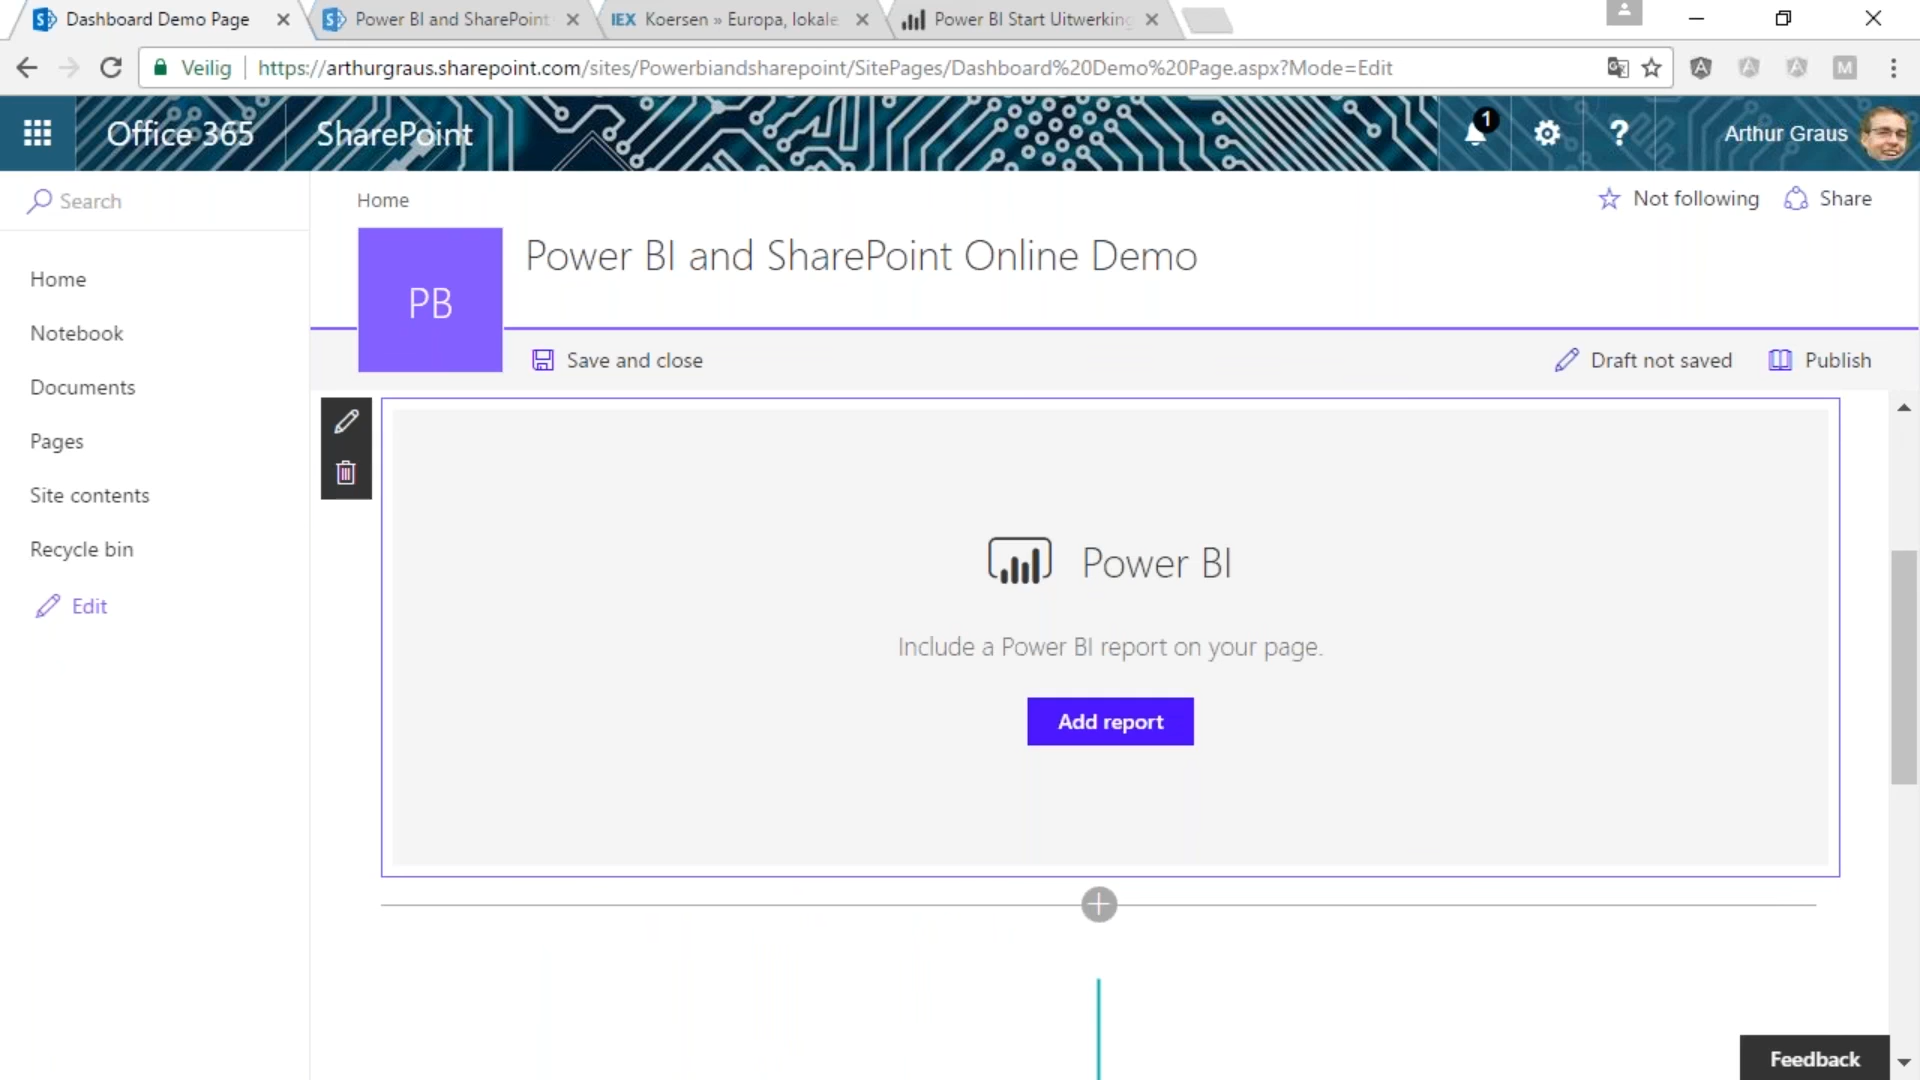 Dashboard Demo Page
Power BI and SharePoint
IEX Koersen » Europa, lokale
Power BI Start Uitwerking
Veilig https://arthurgraus.sharepoint.com/sites/Powerbiandsharepoint/SitePages/Dashboard%20Demo%20Page.aspx?Mode=Edit
M
Office 365 SharePoint 1 ? Arthur Graus
Search
Home
Not following Share
PB
Power BI and SharePoint Online Demo
Home
Notebook
Documents
Pages
Site contents
Recycle bin
Edit
Save and close
Draft not saved
Publish
Power BI
Include a Power BI report on your page.
Add report
Feedback